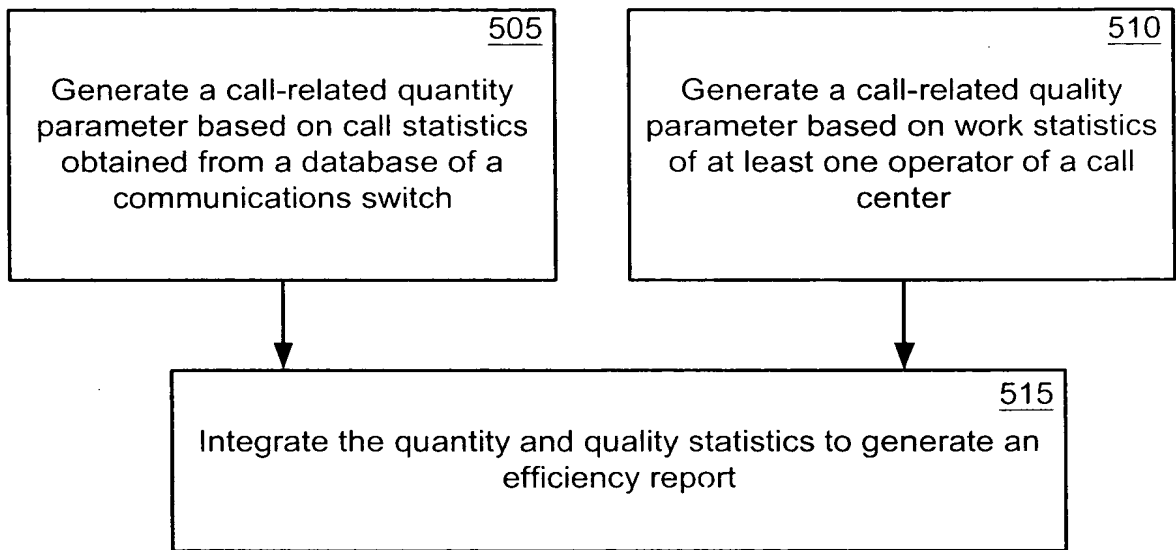 505
Generate a call-related quantity
parameter based on call statistics
obtained from a database of a
communications switch
510
Generate a call-related quality
parameter based on work statistics
of at least one operator of a call
center
515
Integrate the quantity and quality statistics to generate an
efficiency report